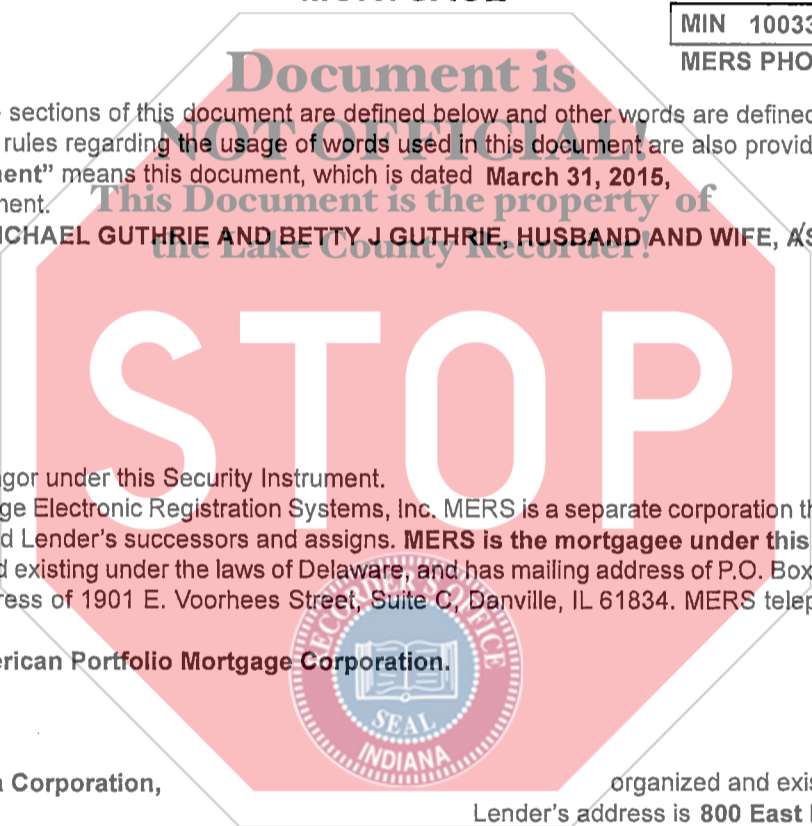 MIN 10033
MERS PHO
Document is
sections of this document are defined below and other words are defined
NOT OFFICIAL!
rules regarding the usage of words used in this document are also provid
ent" means this document, which is dated March 31, 2015,
This Document is the property of
ent.
ICHAEL GUTHRIE AND BETTY J GUTHRIE, HUSBAND AND WIFE, AS
the Lake County Recorder!
STOP
gor under this Security Instrument.
ge Electronic Registration Systems, Inc. MERS is a separate corporation th
d Lender's successors and assigns. MERS is the mortgagee under this
d existing under the laws of Delaware, and has mailing address of P.O. Box
ress of 1901 E. Voorhees Street, Suite C, Danville, IL 61834. MERS telep
RECORDER'S OFFICE
erican Portfolio Mortgage Corporation.
SEAL
INDIANA
Corporation,
organized and exis
Lender's address is 800 East